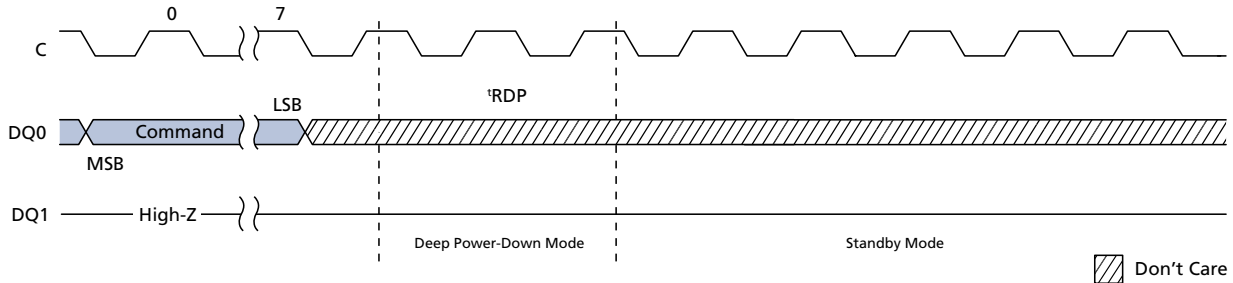 0 7
C
LSB
ᵗRDP
DQ0 Command
MSB
DQ1 High-Z
Deep Power-Down Mode Standby Mode
Don't Care